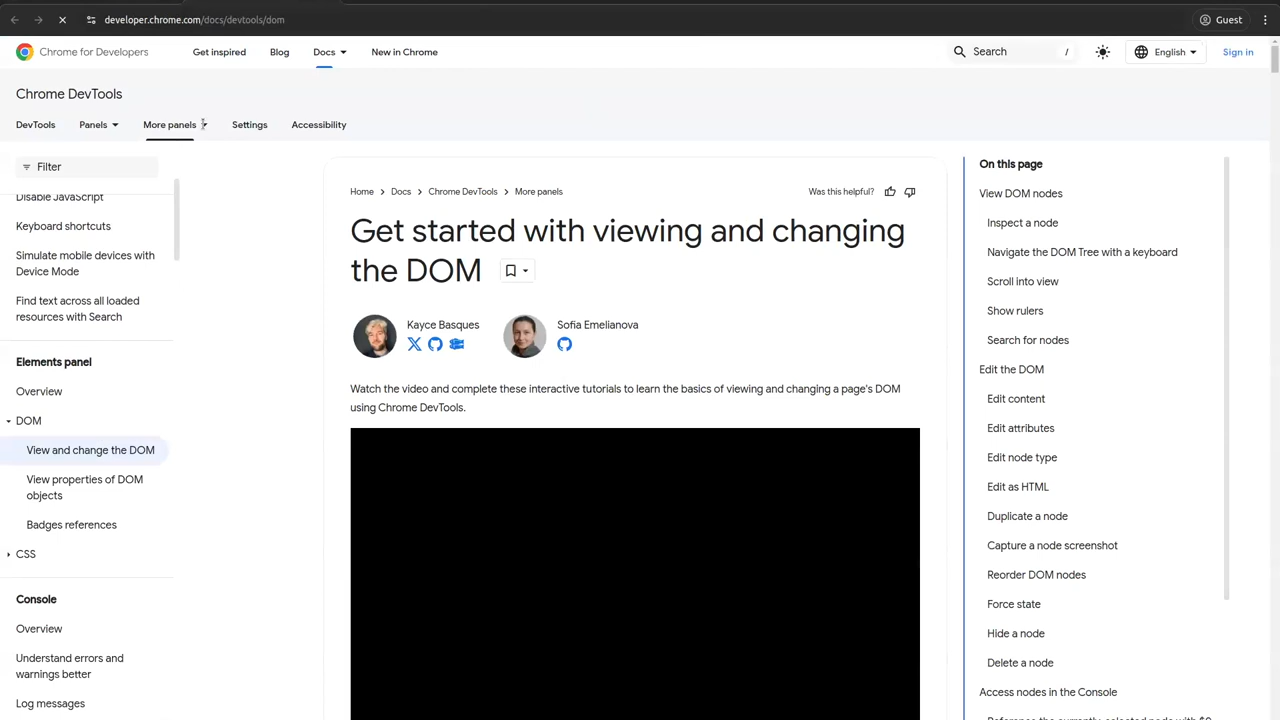 developer.chrome.com/docs/devtools/dom
Guest
Chrome for Developers
Get inspired
Blog
Docs
New in Chrome
Search
/
English
Sign in
Chrome DevTools
DevTools
Panels
More panels
Settings
Accessibility
Filter
Disable JavaScript
Keyboard shortcuts
Simulate mobile devices with
Device Mode
Find text across all loaded
resources with Search
Elements panel
Overview
DOM
View and change the DOM
View properties of DOM
objects
Badges references
CSS
Console
Overview
Understand errors and
warnings better
Log messages
Home
Docs
Chrome DevTools
More panels
Was this helpful?
Get started with viewing and changing
the DOM
Kayce Basques
Sofia Emelianova
Watch the video and complete these interactive tutorials to learn the basics of viewing and changing a page's DOM
using Chrome DevTools.
On this page
View DOM nodes
Inspect a node
Navigate the DOM Tree with a keyboard
Scroll into view
Show rulers
Search for nodes
Edit the DOM
Edit content
Edit attributes
Edit node type
Edit as HTML
Duplicate a node
Capture a node screenshot
Reorder DOM nodes
Force state
Hide a node
Delete a node
Access nodes in the Console
Reference the currently-selected node with $0